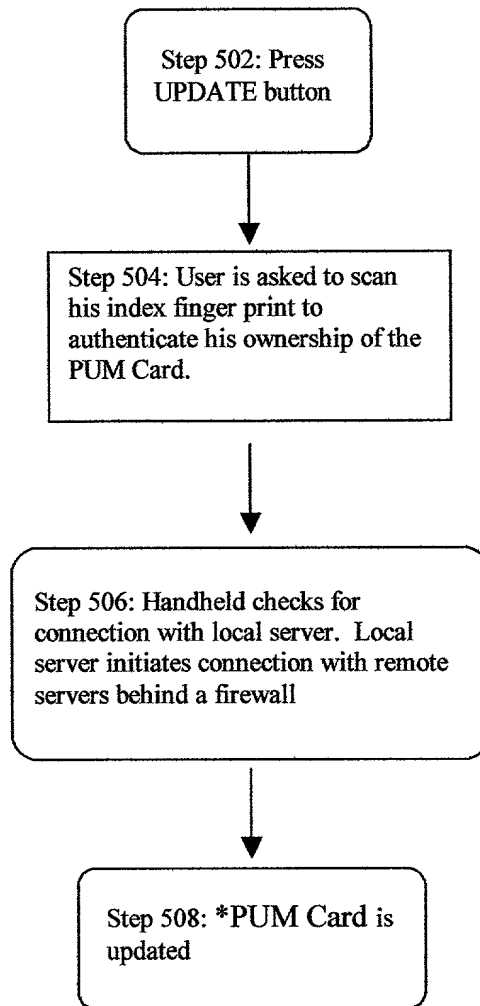 Step 502: Press
UPDATE button
Step 504: User is asked to scan
his index finger print to
authenticate his ownership of the
PUM Card.
Step 506: Handheld checks for
connection with local server.  Local
server initiates connection with remote
servers behind a firewall
Step 508: *PUM Card is
updated